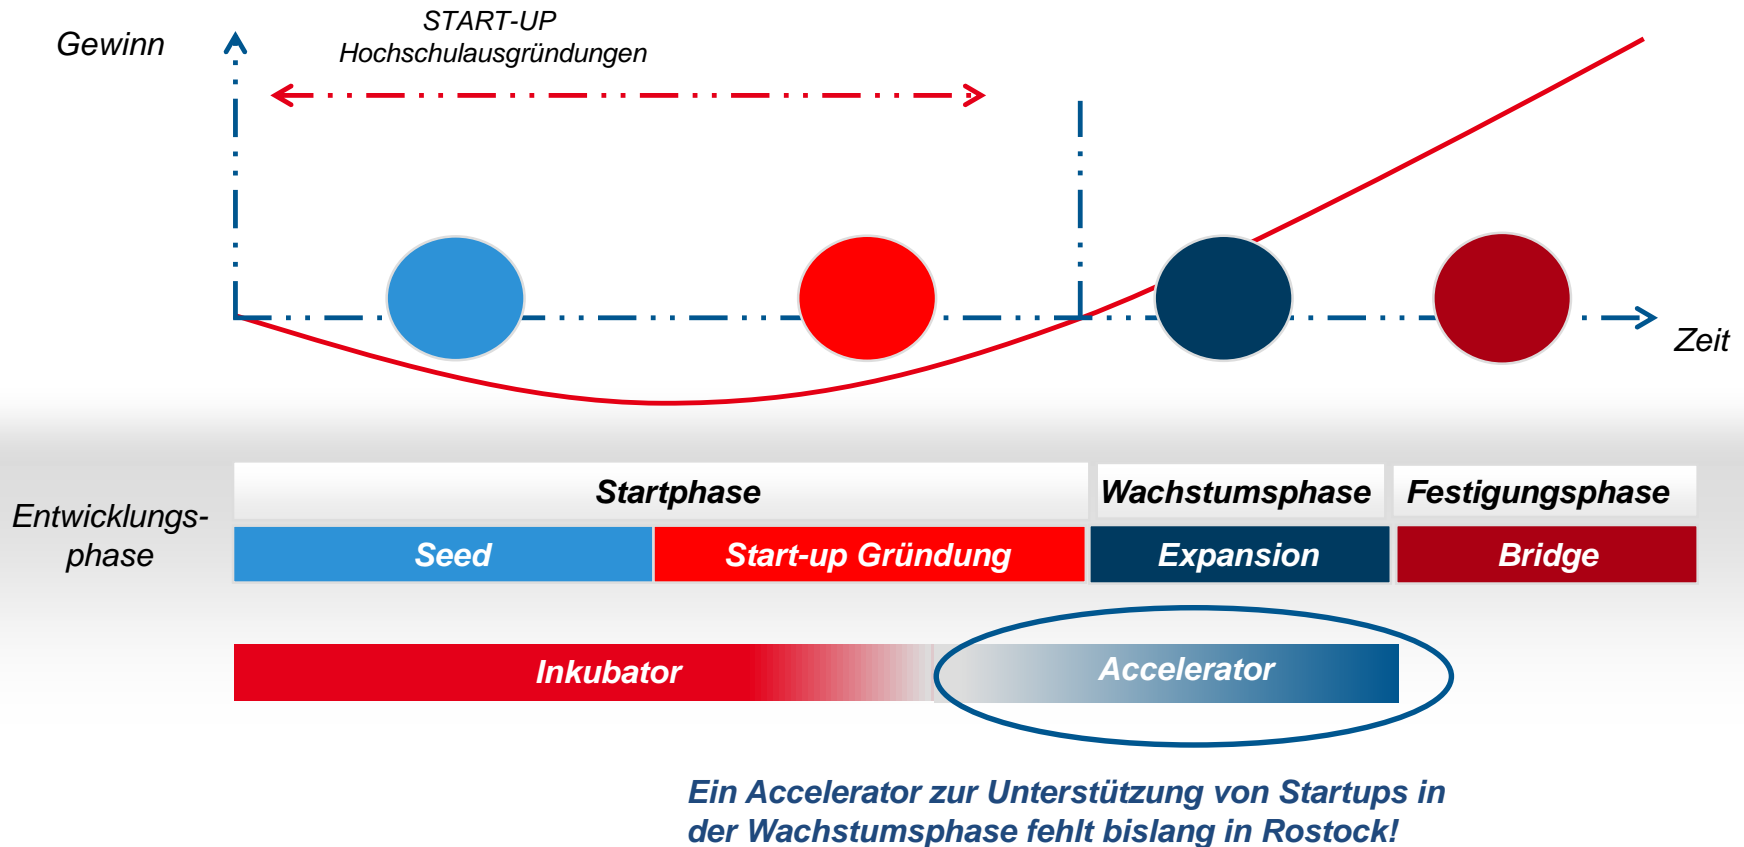 START-UP
Gewinn
Hochschulausgründungen
Zeit
Startphase
Wachstumsphase
Festigungsphase
Entwicklungs-
phase
Seed
Start-up Gründung
Expansion
Bridge
Inkubator
Accelerator
Ein Accelerator zur Unterstützung von Startups in
der Wachstumsphase fehlt bislang in Rostock!